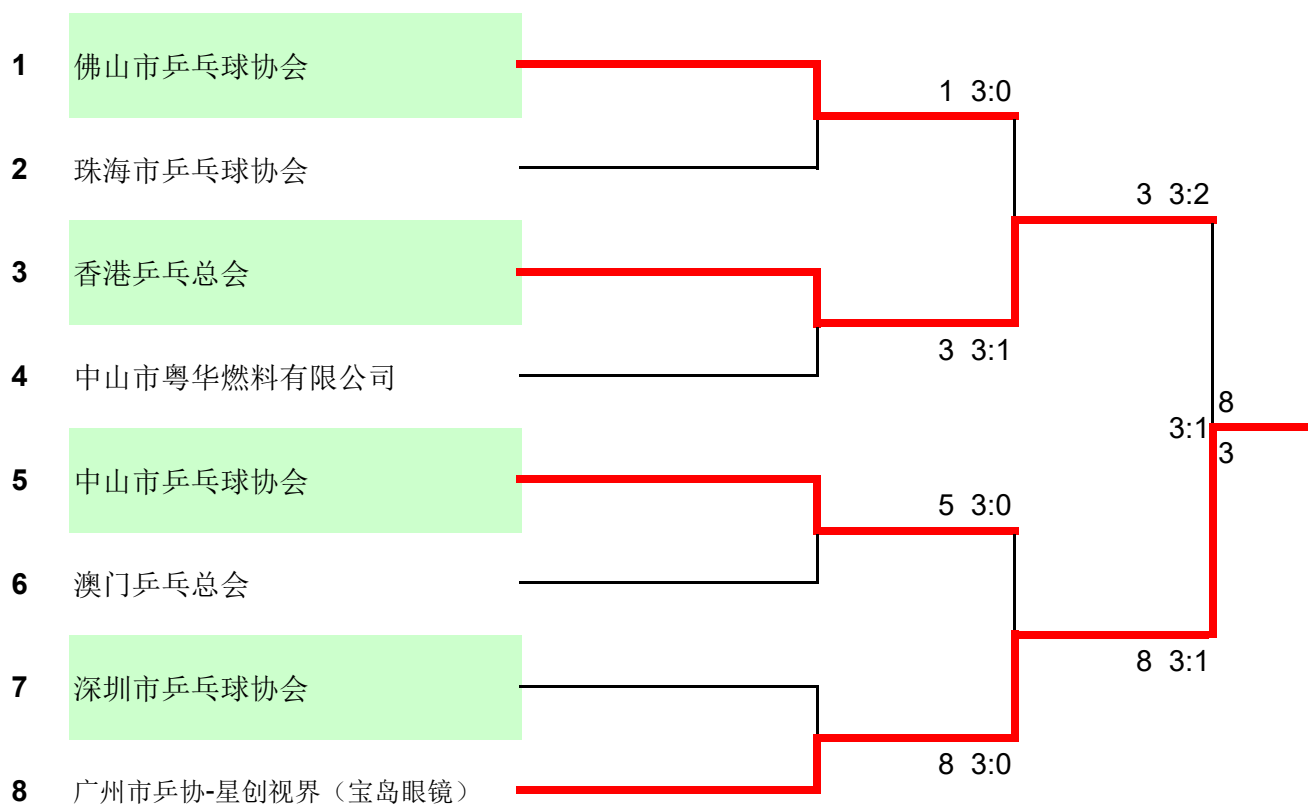 1 佛山市乒乓球协会
1 3:0
2 珠海市乒乓球协会
3 3:2
3 香港乒乓总会
3 3:1
4 中山市粤华燃料有限公司
8
3:1
3
5 中山市乒乓球协会
5 3:0
6 澳门乒乓总会
8 3:1
7 深圳市乒乓球协会
8 3:0
8 广州市乒协-星创视界（宝岛眼镜）